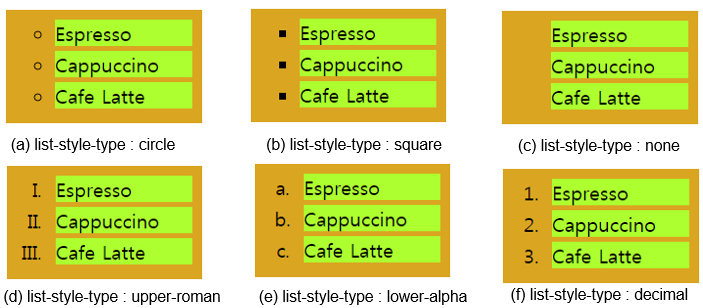 ○ Espresso
○ Cappuccino
○ Cafe Latte
(a) list-style-type : circle
■ Espresso
■ Cappuccino
■ Cafe Latte
(b) list-style-type : square
Espresso
Cappuccino
Cafe Latte
(c) list-style-type : none
I. Espresso
II. Cappuccino
III. Cafe Latte
(d) list-style-type : upper-roman
a. Espresso
b. Cappuccino
c. Cafe Latte
(e) list-style-type : lower-alpha
1. Espresso
2. Cappuccino
3. Cafe Latte
(f) list-style-type : decimal